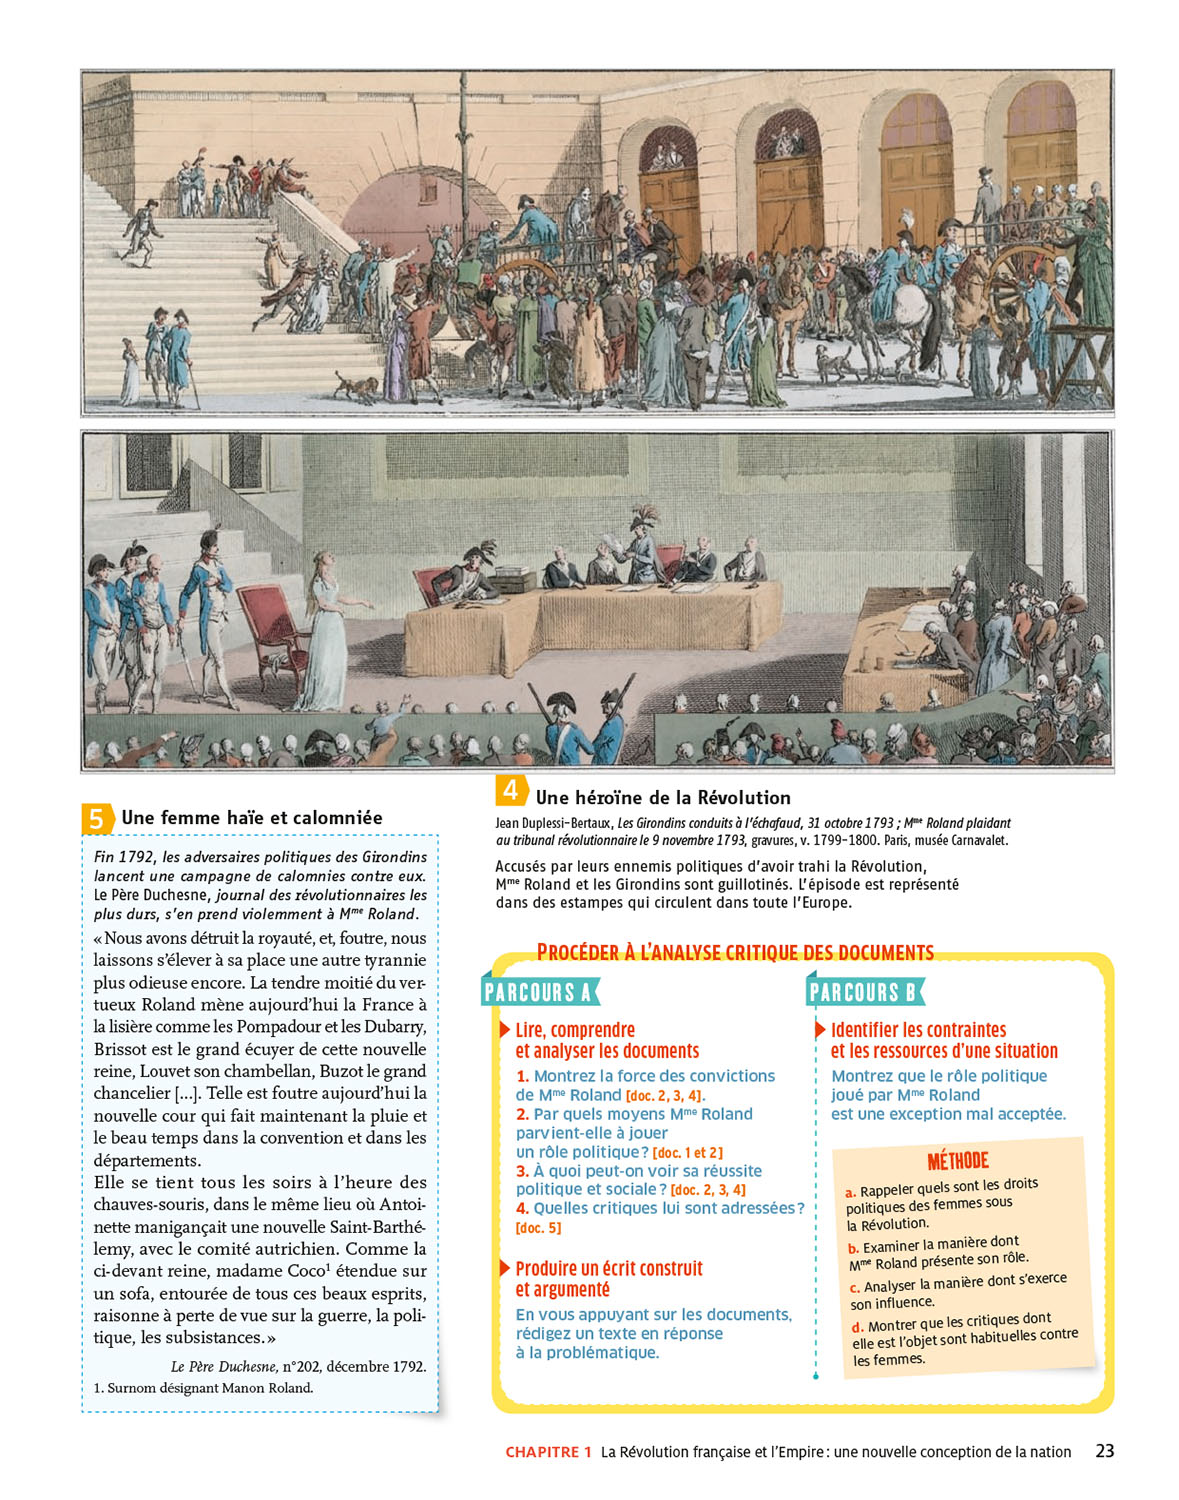 4 Une héroïne de la Révolution
Jean Duplessi-Bertaux, Les Girondins conduits à l'échafaud, 31 octobre 1793 ; Mme Roland plaidant
au tribunal révolutionnaire le 9 novembre 1793, gravures, v. 1799-1800. Paris, musée Carnavalet.
Accusés par leurs ennemis politiques d'avoir trahi la Révolution,
Mme Roland et les Girondins sont guillotinés. L'épisode est représenté
dans des estampes qui circulent dans toute l'Europe.
5 Une femme haïe et calomniée
Fin 1792, les adversaires politiques des Girondins
lancent une campagne de calomnies contre eux.
Le Père Duchesne, journal des révolutionnaires les
plus durs, s'en prend violemment à Mme Roland.
« Nous avons détruit la royauté, et, foutre, nous
laissons s'élever à sa place une autre tyrannie
plus odieuse encore. La tendre moitié du ver-
tueux Roland mène aujourd'hui la France à
la lisière comme les Pompadour et les Dubarry,
Brissot est le grand écuyer de cette nouvelle
reine, Louvet son chambellan, Buzot le grand
chancelier [...]. Telle est foutre aujourd'hui la
nouvelle cour qui fait maintenant la pluie et
le beau temps dans la convention et dans les
départements.
Elle se tient tous les soirs à l'heure des
chauves-souris, dans le même lieu où Antoi-
nette manigançait une nouvelle Saint-Barthé-
lemy, avec le comité autrichien. Comme la
ci-devant reine, madame Coco1 étendue sur
un sofa, entourée de tous ces beaux esprits,
raisonne à perte de vue sur la guerre, la poli-
tique, les subsistances. »
Le Père Duchesne, n°202, décembre 1792.
1. Surnom désignant Manon Roland.
PROCÉDER À L'ANALYSE CRITIQUE DES DOCUMENTS
PARCOURS A
Lire, comprendre
et analyser les documents
1. Montrez la force des convictions
de Mme Roland [doc. 2, 3, 4].
2. Par quels moyens Mme Roland
parvient-elle à jouer
un rôle politique ? [doc. 1 et 2]
3. À quoi peut-on voir sa réussite
politique et sociale ? [doc. 2, 3, 4]
4. Quelles critiques lui sont adressées ?
[doc. 5]
Produire un écrit construit
et argumenté
En vous appuyant sur les documents,
rédigez un texte en réponse
à la problématique.
PARCOURS B
Identifier les contraintes
et les ressources d'une situation
Montrez que le rôle politique
joué par Mme Roland
est une exception mal acceptée.
MÉTHODE
a. Rappeler quels sont les droits
politiques des femmes sous
la Révolution.
b. Examiner la manière dont
Mme Roland présente son rôle.
c. Analyser la manière dont s'exerce
son influence.
d. Montrer que les critiques dont
elle est l'objet sont habituelles contre
les femmes.
CHAPITRE 1 La Révolution française et l'Empire : une nouvelle conception de la nation 23